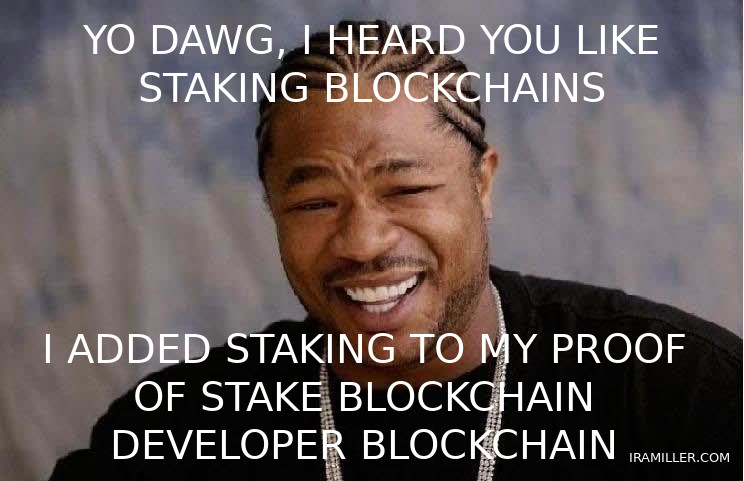 YO DAWG, I HEARD YOU LIKE
STAKING BLOCKCHAINS
I ADDED STAKING TO MY PROOF
OF STAKE BLOCKCHAIN
DEVELOPER BLOCKCHAIN
IRAMILLER.COM